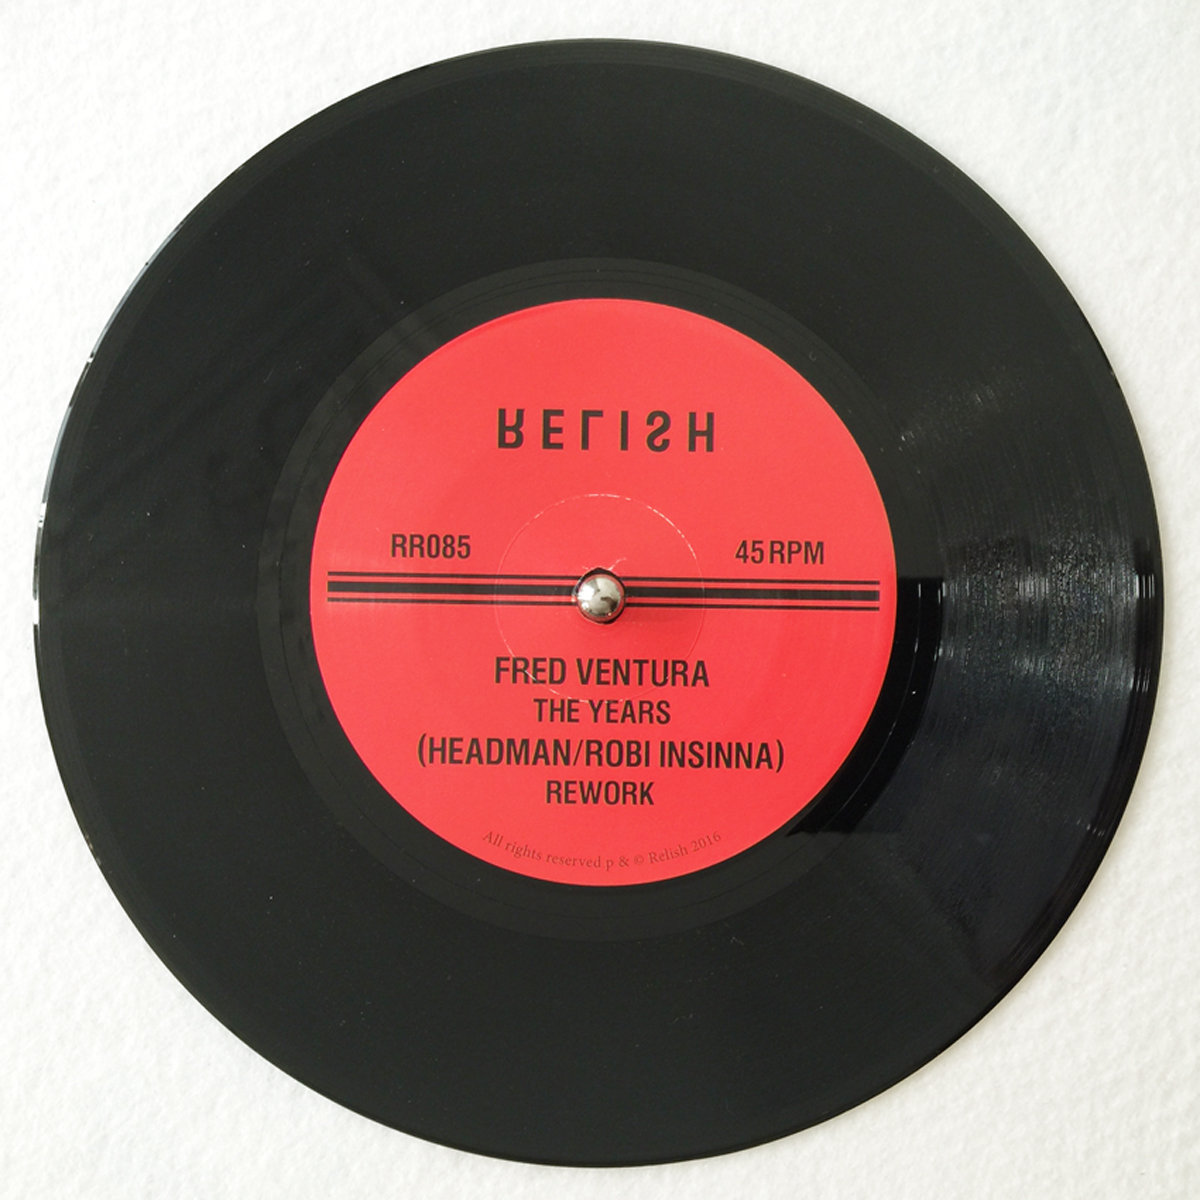 RELISH
RR085
45 RPM
FRED VENTURA
THE YEARS
(HEADMAN/ROBI INSINNA)
REWORK
All rights reserved.p & © Relish 2016